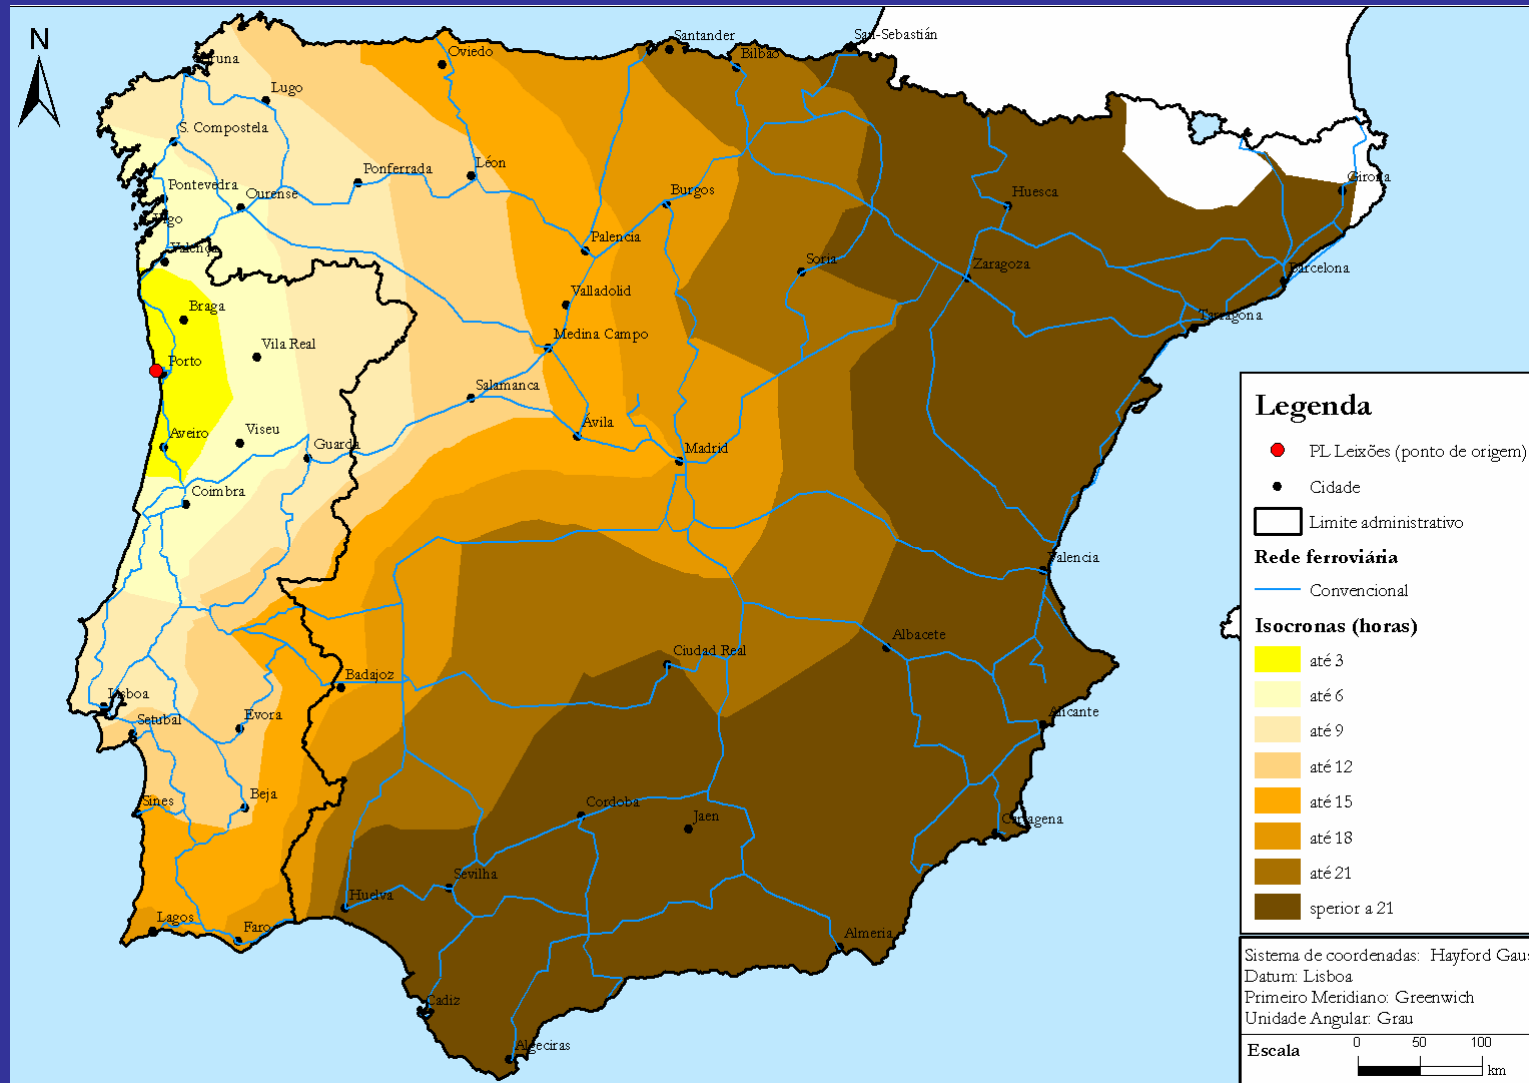 N
Santander
San-Sebastián
Oviedo
Bilbao
Coruna
Lugo
S. Compostela
Ponferrada
Léon
Pontevedra
Ourense
Burgos
Huesca
Girona
Vigo
Valença
Palencia
Soria
Zaragoza
Barcelona
Braga
Valladolid
Tarragona
Medina Campo
Vila Real
Porto
Salamanca
Aveiro
Viseu
Guarda
Ávila
Madrid
Coimbra
Valencia
Albacete
Ciudad Real
Badajoz
Lisboa
Setubal
Evora
Alicante
Sines
Beja
Cordoba
Jaen
Cartagena
Sevilha
Huelva
Lagos
Faro
Almeria
Cadiz
Algeciras
Legenda
PL Leixões (ponto de origem)
Cidade
Limite administrativo
Rede ferroviária
Convencional
Isocronas (horas)
até 3
até 6
até 9
até 12
até 15
até 18
até 21
sperior a 21
Sistema de coordenadas: Hayford Gaus
Datum: Lisboa
Primeiro Meridiano: Greenwich
Unidade Angular: Grau
Escala
0 50 100
km